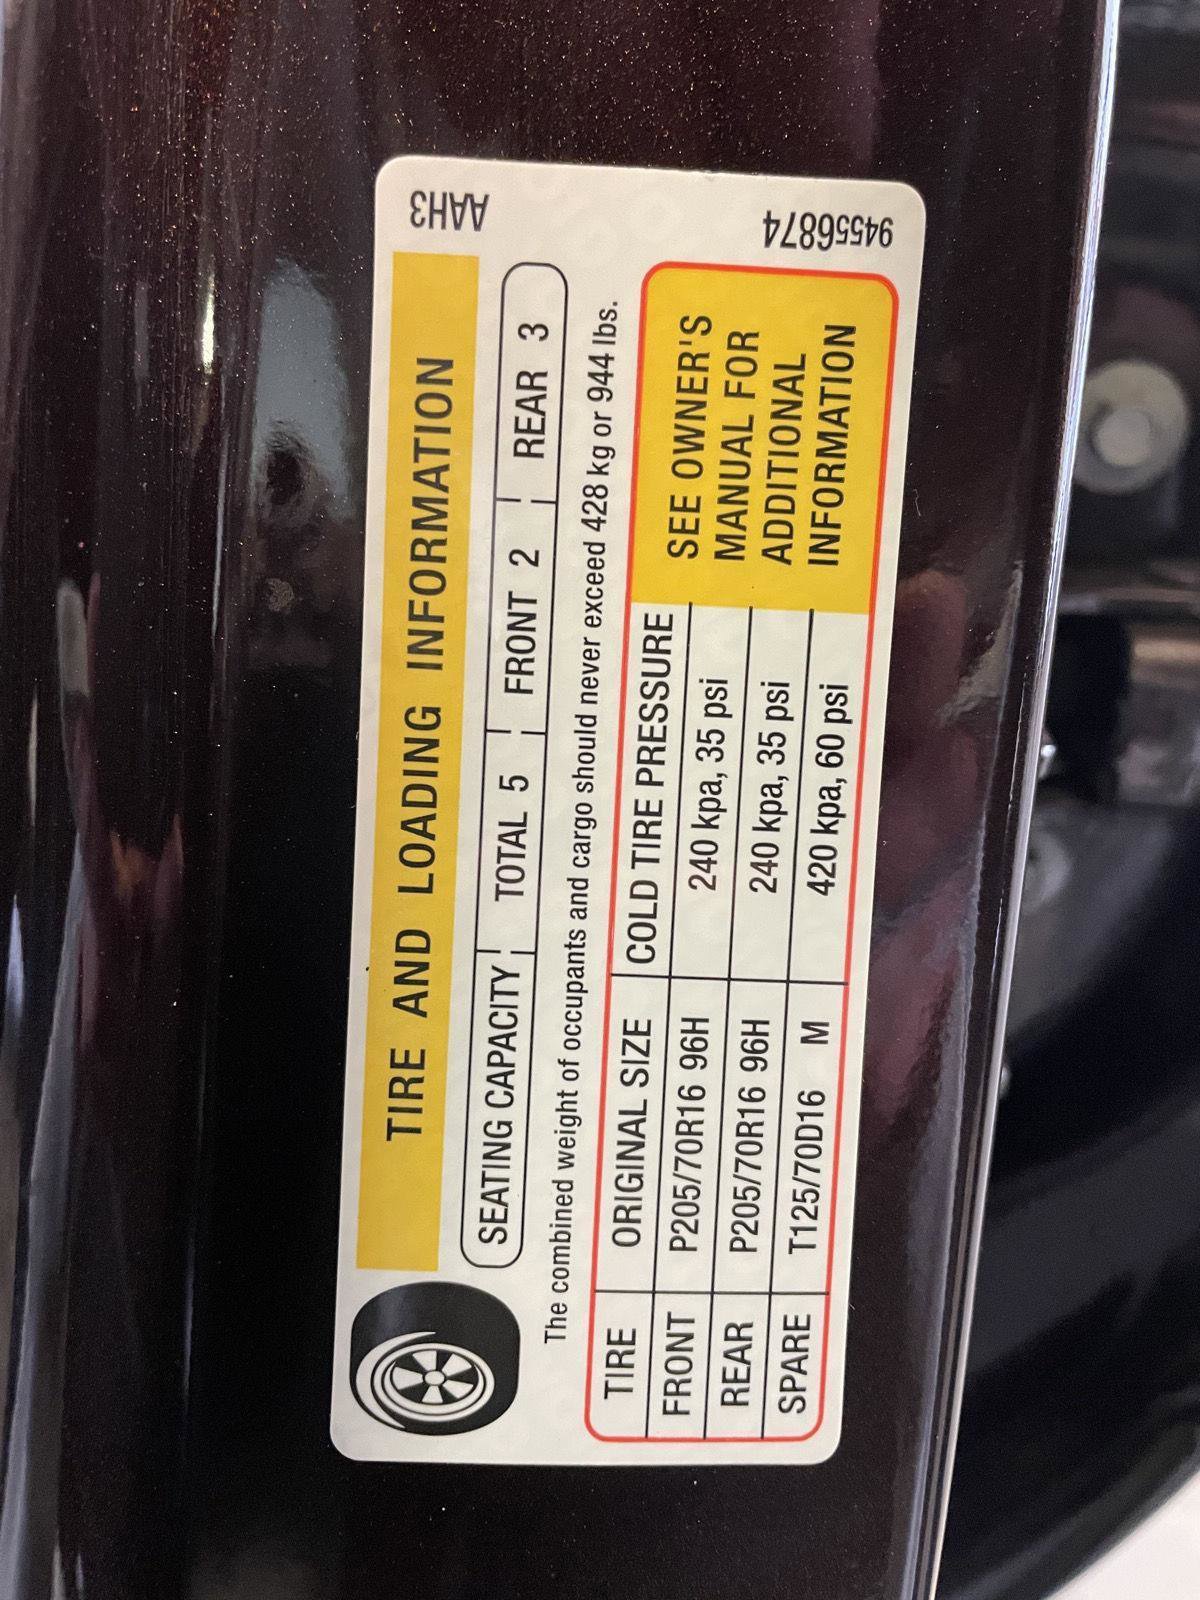 TIRE AND LOADING INFORMATION
AAH3
SEATING CAPACITY TOTAL 5 FRONT 2 REAR 3
The combined weight of occupants and cargo should never exceed 428 kg or 944 lbs.
TIRE ORIGINAL SIZE COLD TIRE PRESSURE
FRONT P205/70R16 96H 240 kpa, 35 psi
REAR P205/70R16 96H 240 kpa, 35 psi
SPARE T125/70D16 M 420 kpa, 60 psi
SEE OWNER'S
MANUAL FOR
ADDITIONAL
INFORMATION
94556874